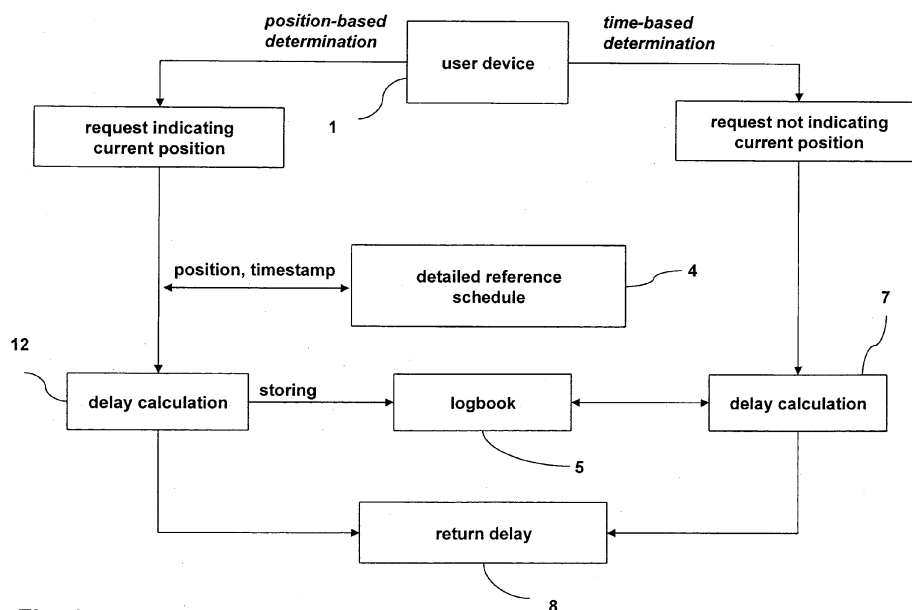 position-based
determination
time-based
determination
user device
1
request indicating
current position
request not indicating
current position
position, timestamp
detailed reference
schedule
4
7
12
delay calculation
storing
logbook
delay calculation
5
return delay
8